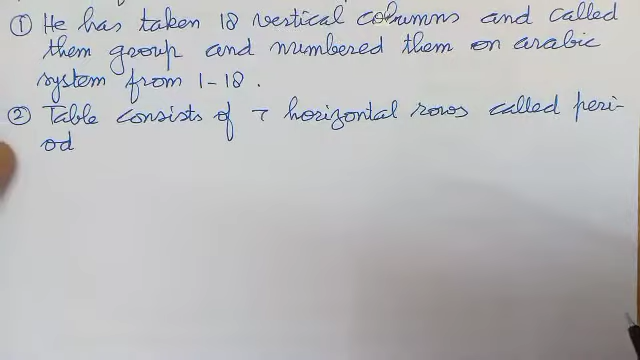 ① He has taken 18 vertical columns and called
them group and numbered them on arabic
system from 1-18.
② Table consists of 7 horizontal rows called peri-
od